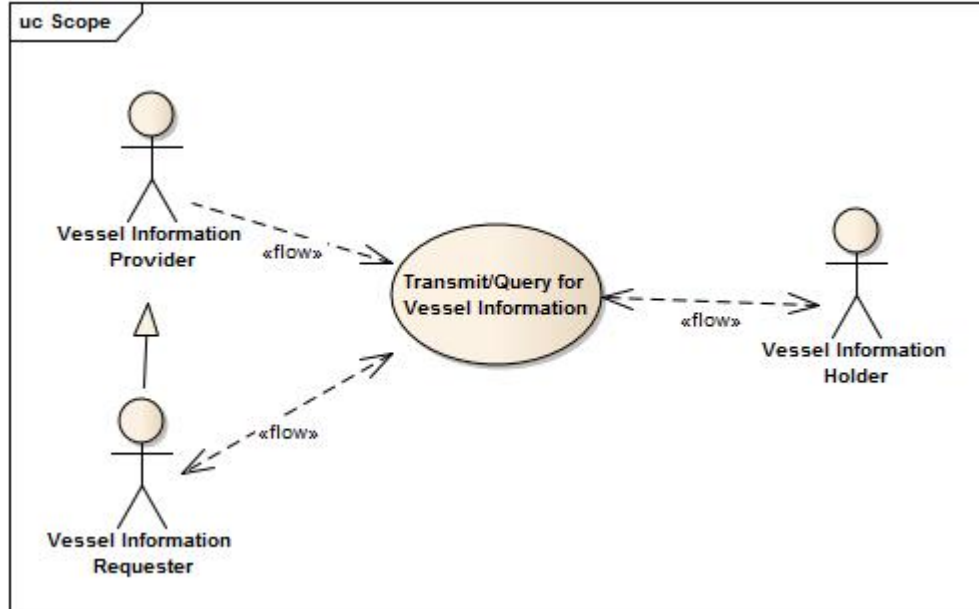 uc Scope
Vessel Information
Provider
«flow»
Transmit/Query for
Vessel Information
«flow»
Vessel Information
Holder
«flow»
Vessel Information
Requester